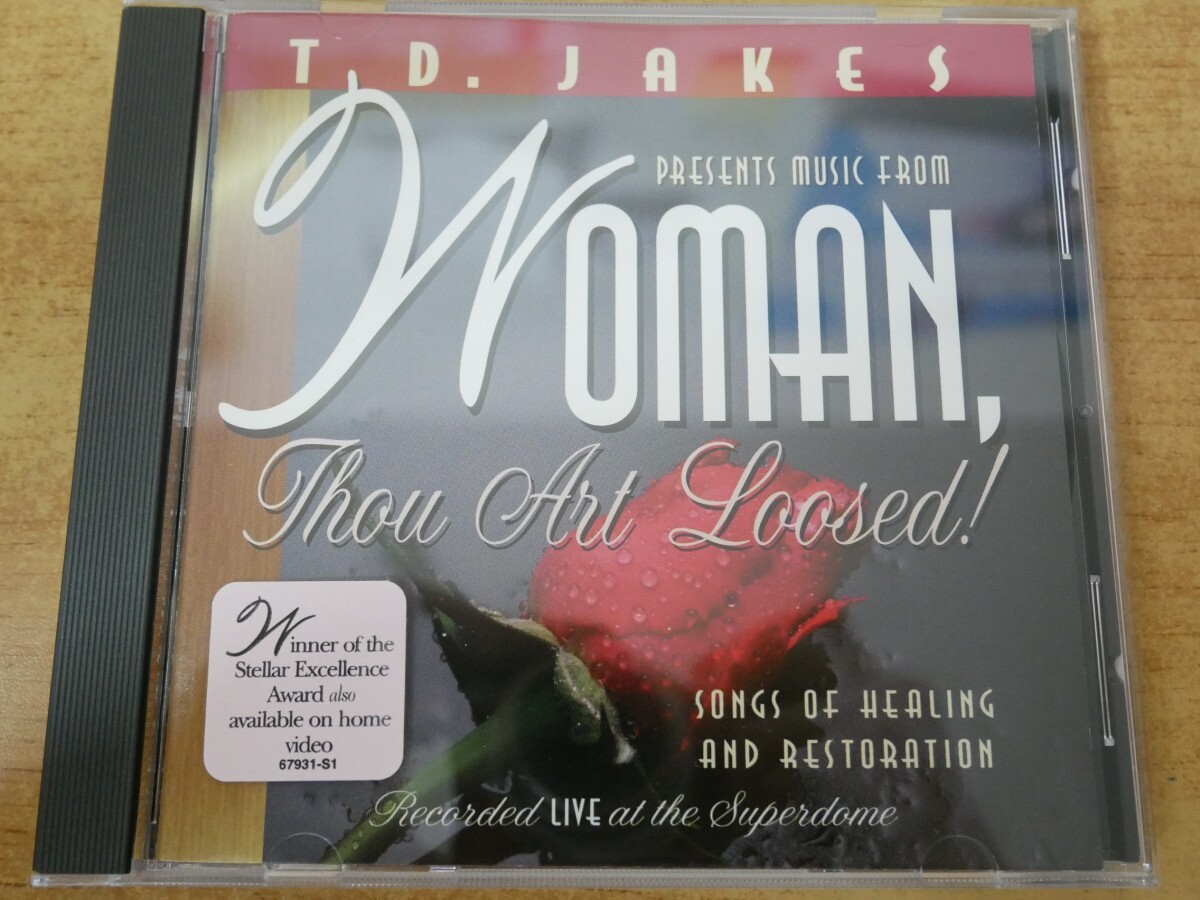 T.D. JAKES
PRESENTS MUSIC FROM
WOMAN,
Thou Art Loosed!
Winner of the
Stellar Excellence
Award also
available on home
video
67931-S1
SONGS OF HEALING
AND RESTORATION
Recorded LIVE at the Superdome